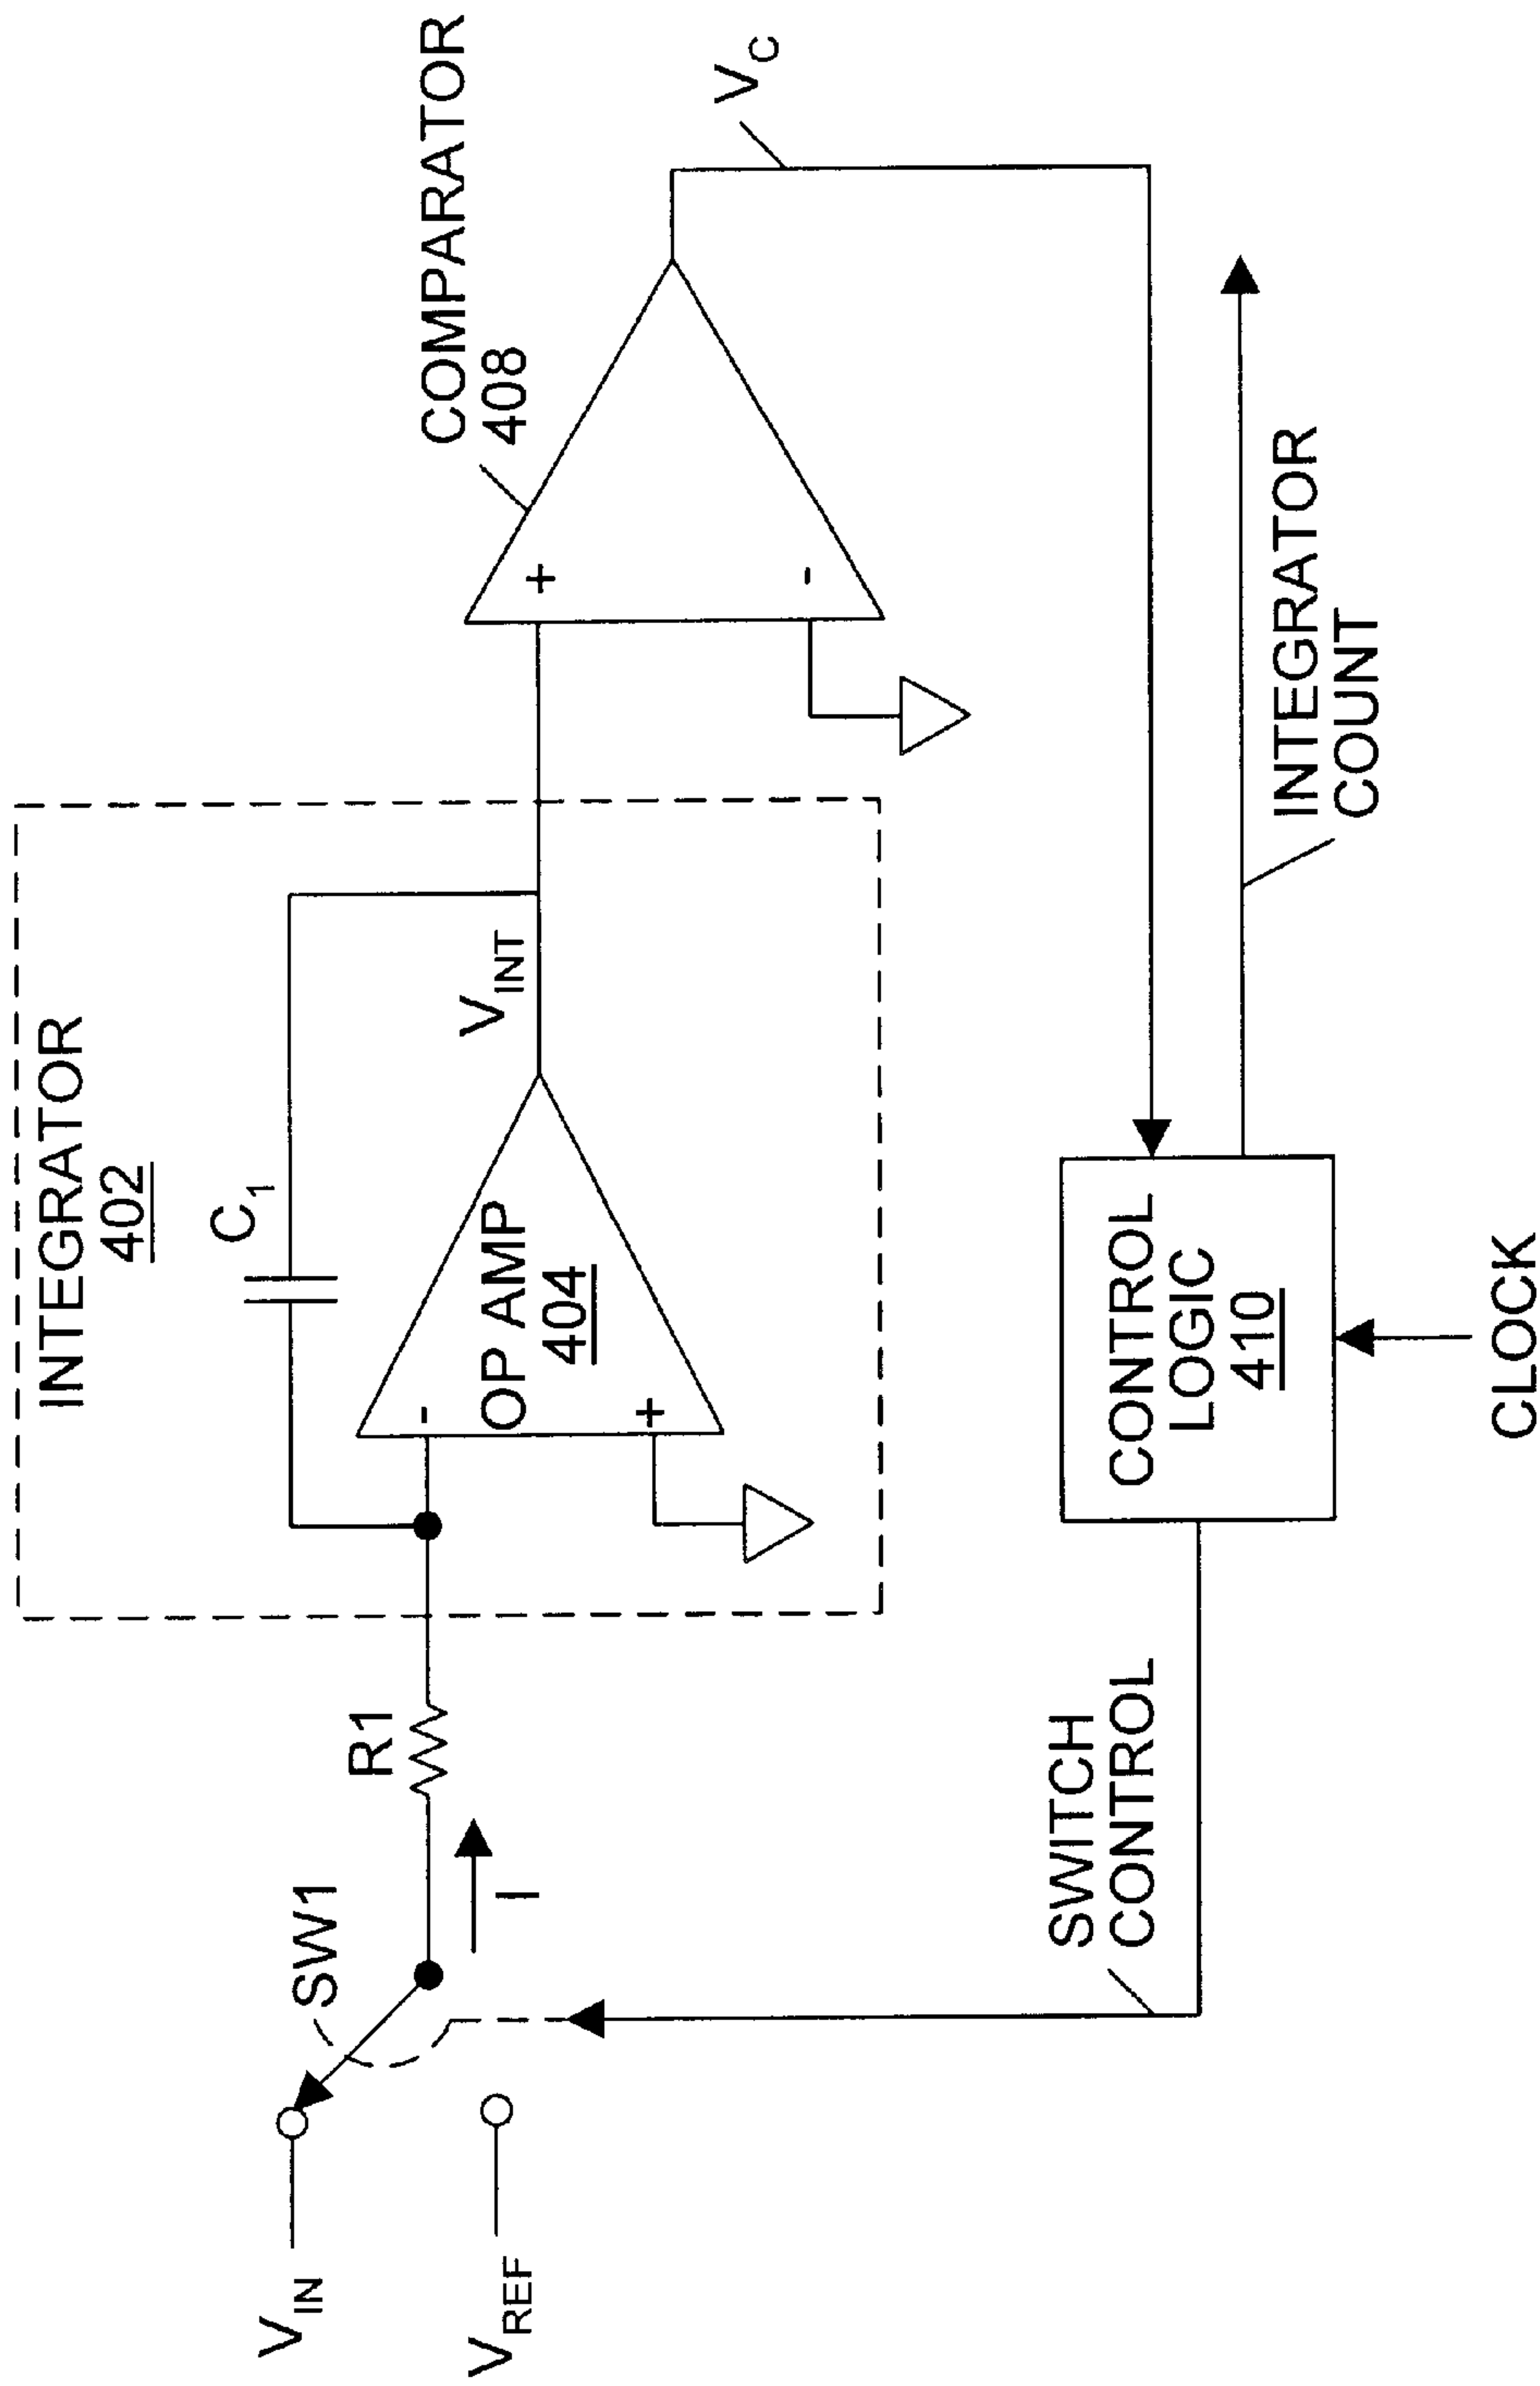 INTEGRATOR
402
C1
COMPARATOR
408
VINT
VC
OP AMP
404
-
+
+
-
R1
SW1
I
VIN
VREF
SWITCH
CONTROL
CONTROL
LOGIC
410
INTEGRATOR
COUNT
CLOCK